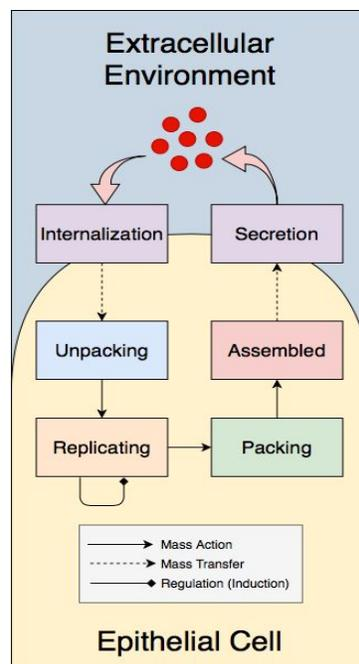 Extracellular
Environment
Internalization
Secretion
Unpacking
Assembled
Replicating
Packing
Mass Action
Mass Transfer
Regulation (Induction)
Epithelial Cell